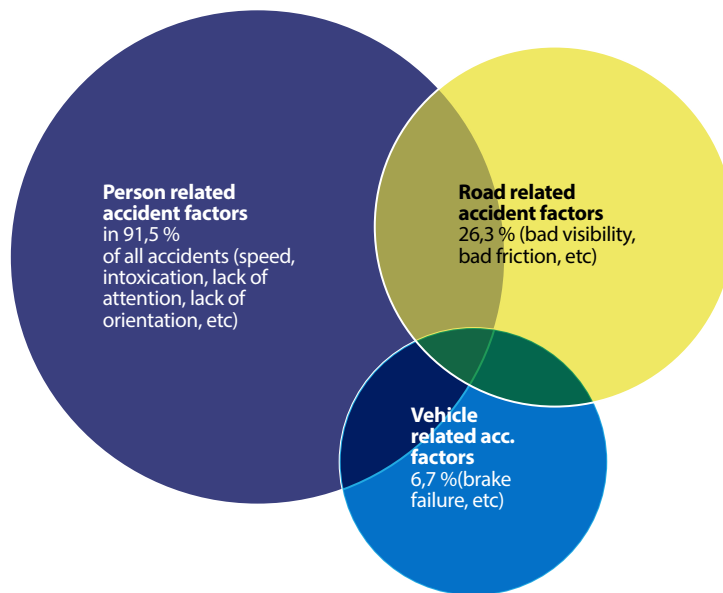 Person related
accident factors
in 91,5 %
of all accidents (speed,
intoxication, lack of
attention, lack of
orientation, etc)
Road related
accident factors
26,3 % (bad visibility,
bad friction, etc)
Vehicle
related acc.
factors
6,7 %(brake
failure, etc)